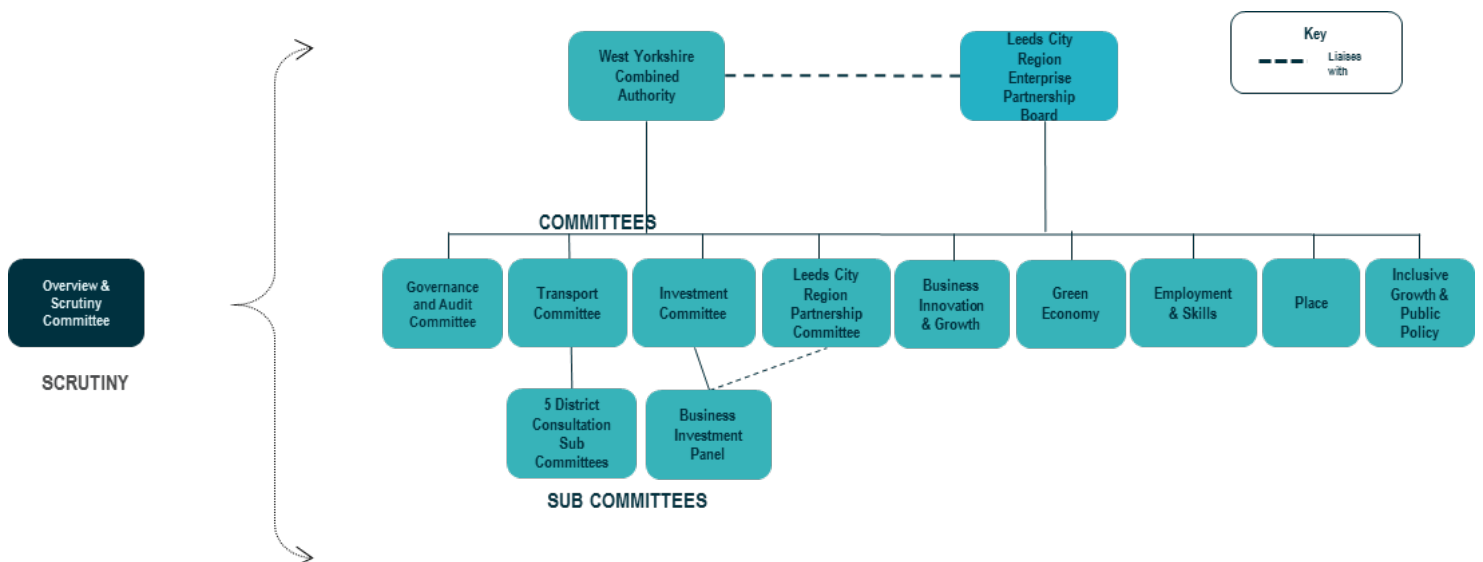 West Yorkshire
Combined
Authority
Leeds City
Region
Enterprise
Partnership
Board
Key
Liaises
with
COMMITTEES
Overview &
Scrutiny
Committee
SCRUTINY
Governance
and Audit
Committee
Transport
Committee
Investment
Committee
Leeds City
Region
Partnership
Committee
Business
Innovation
& Growth
Green
Economy
Employment
& Skills
Place
Inclusive
Growth &
Public
Policy
5 District
Consultation
Sub
Committees
Business
Investment
Panel
SUB COMMITTEES